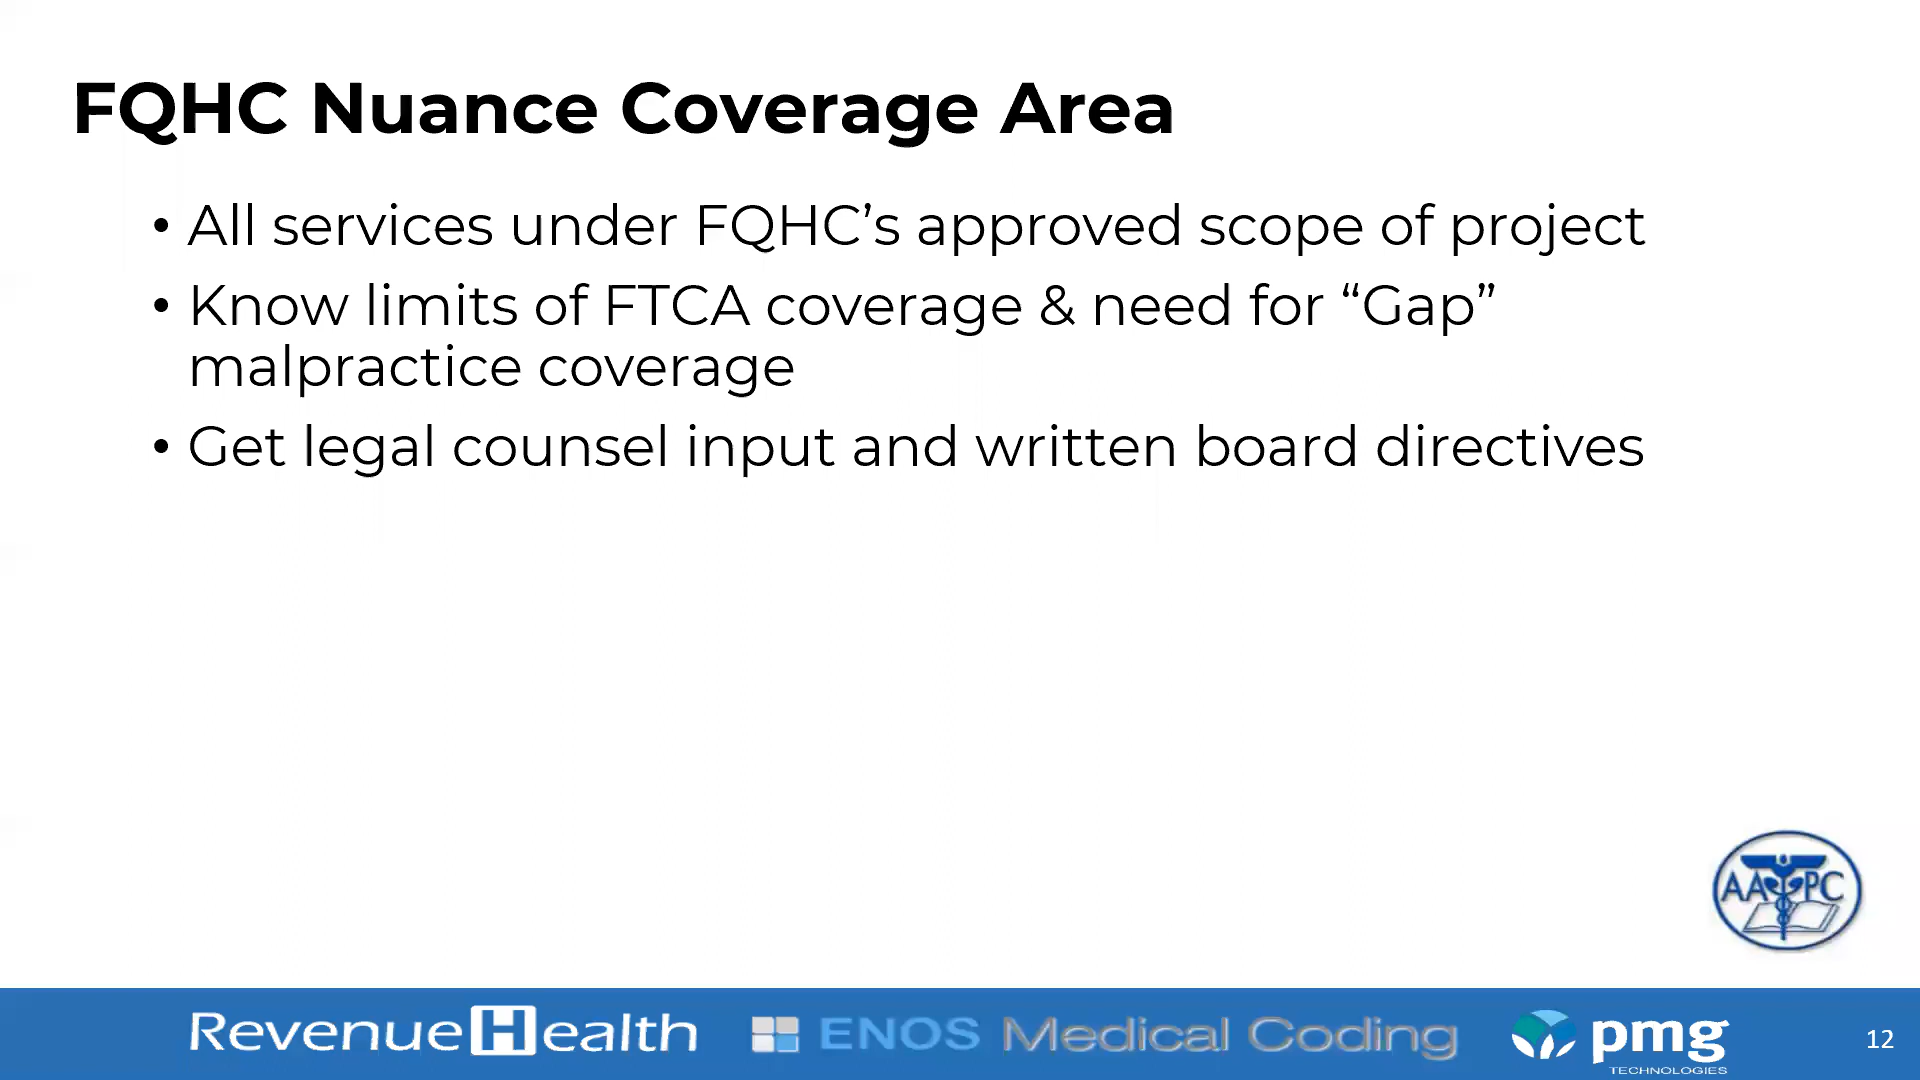 FQHC Nuance Coverage Area
• All services under FQHC’s approved scope of project
• Know limits of FTCA coverage & need for “Gap”
malpractice coverage
• Get legal counsel input and written board directives
AAPC
RevenueHealth
ENOS Medical Coding
pmg
TECHNOLOGIES
12